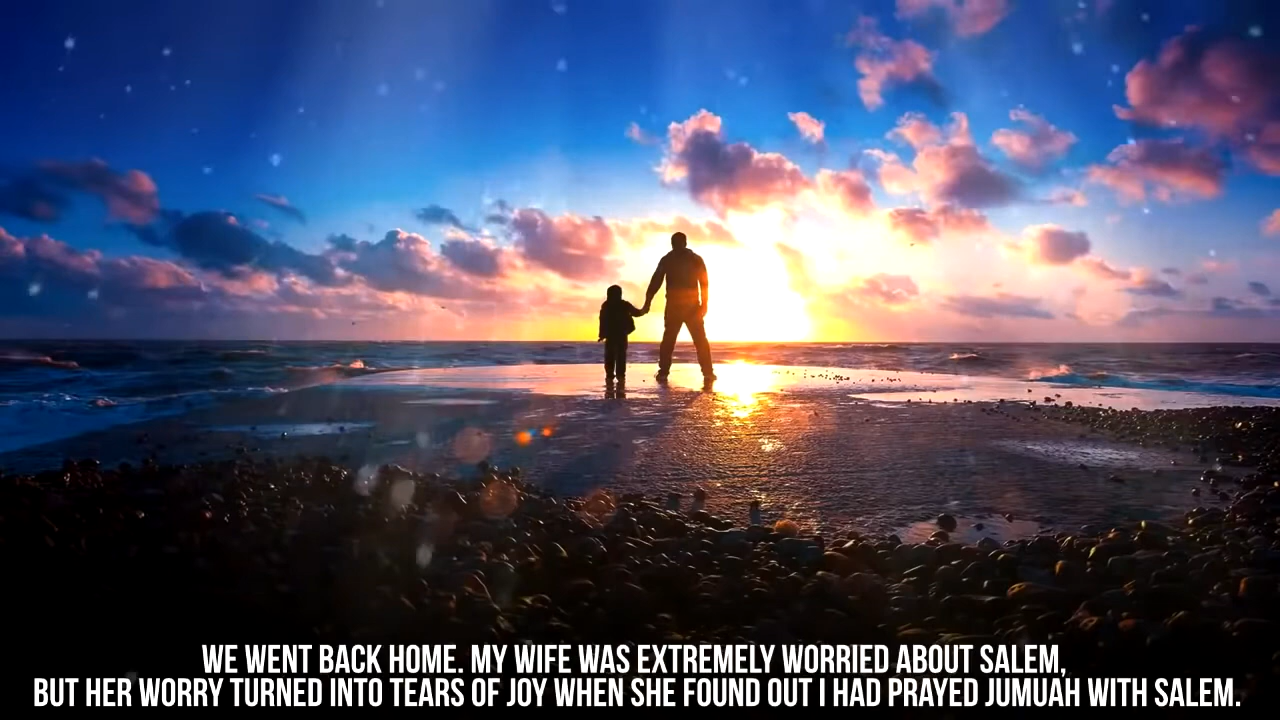 WE WENT BACK HOME. MY WIFE WAS EXTREMELY WORRIED ABOUT SALEM,
BUT HER WORRY TURNED INTO TEARS OF JOY WHEN SHE FOUND OUT I HAD PRAYED JUMUAH WITH SALEM.